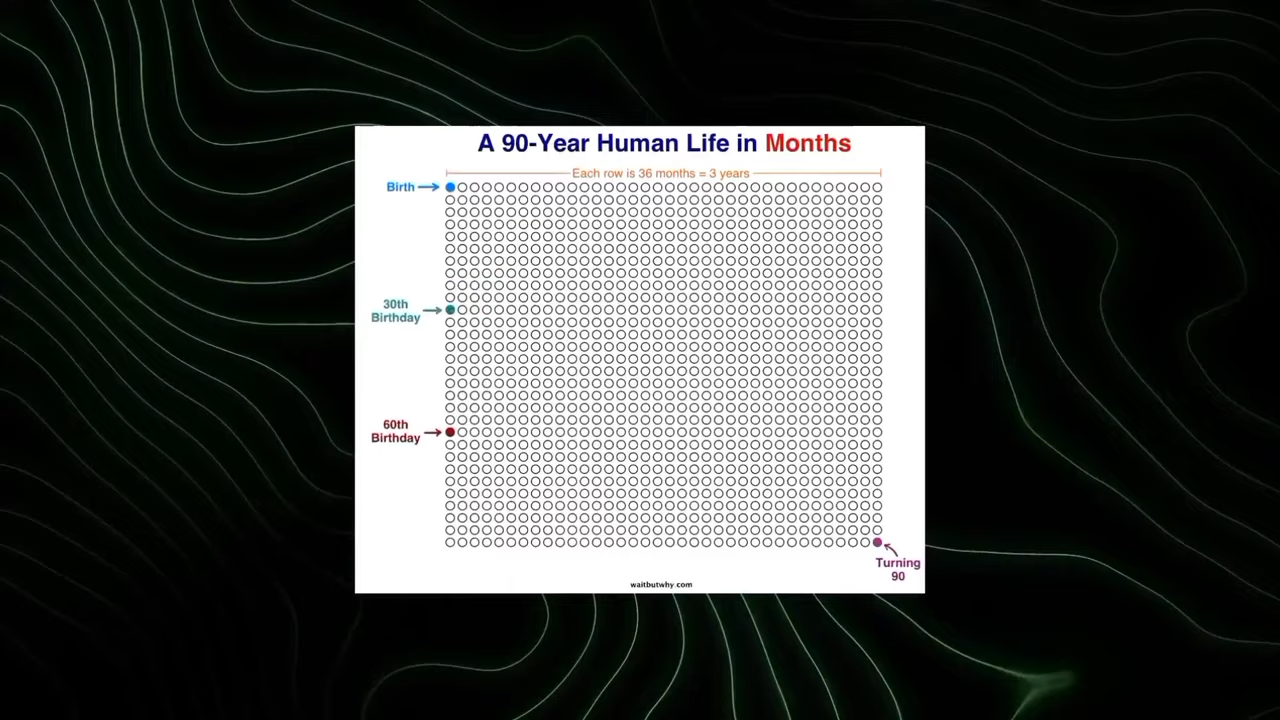 A 90-Year Human Life in Months
Each row is 36 months = 3 years
Birth
30th
Birthday
60th
Birthday
Turning
90
waitbutwhy.com